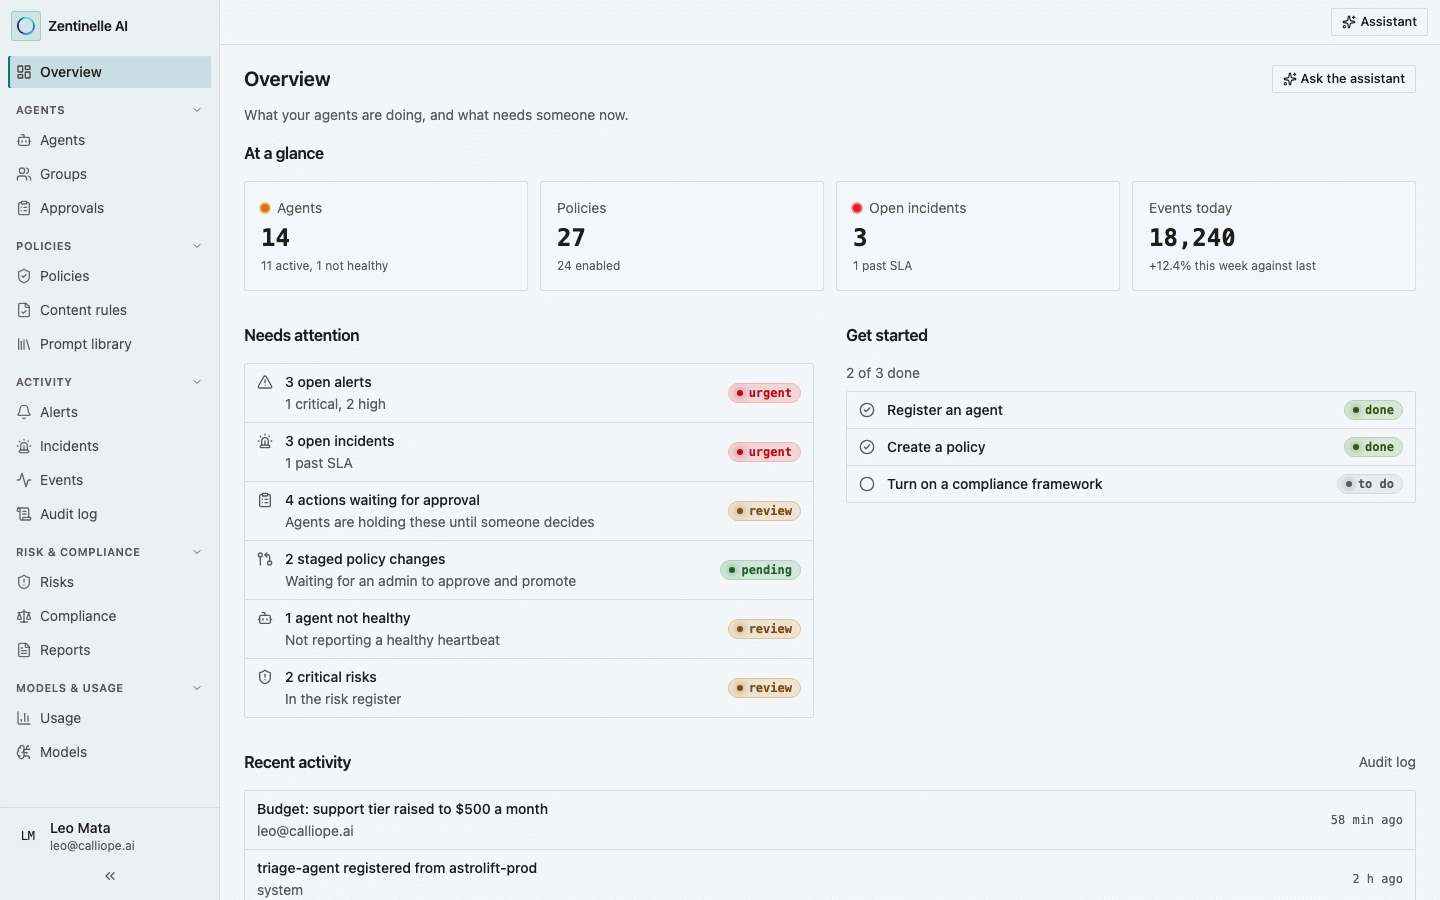 Zentinelle AI
Assistant
Overview
AGENTS
Agents
Groups
Approvals
POLICIES
Policies
Content rules
Prompt library
ACTIVITY
Alerts
Incidents
Events
Audit log
RISK & COMPLIANCE
Risks
Compliance
Reports
MODELS & USAGE
Usage
Models
LM
Leo Mata
leo@calliope.ai
Overview
Ask the assistant
What your agents are doing, and what needs someone now.
At a glance
Agents
14
11 active, 1 not healthy
Policies
27
24 enabled
Open incidents
3
1 past SLA
Events today
18,240
+12.4% this week against last
Needs attention
3 open alerts
1 critical, 2 high
urgent
3 open incidents
1 past SLA
urgent
4 actions waiting for approval
Agents are holding these until someone decides
review
2 staged policy changes
Waiting for an admin to approve and promote
pending
1 agent not healthy
Not reporting a healthy heartbeat
review
2 critical risks
In the risk register
review
Get started
2 of 3 done
Register an agent
done
Create a policy
done
Turn on a compliance framework
to do
Recent activity
Audit log
Budget: support tier raised to $500 a month
leo@calliope.ai
58 min ago
triage-agent registered from astrolift-prod
system
2 h ago